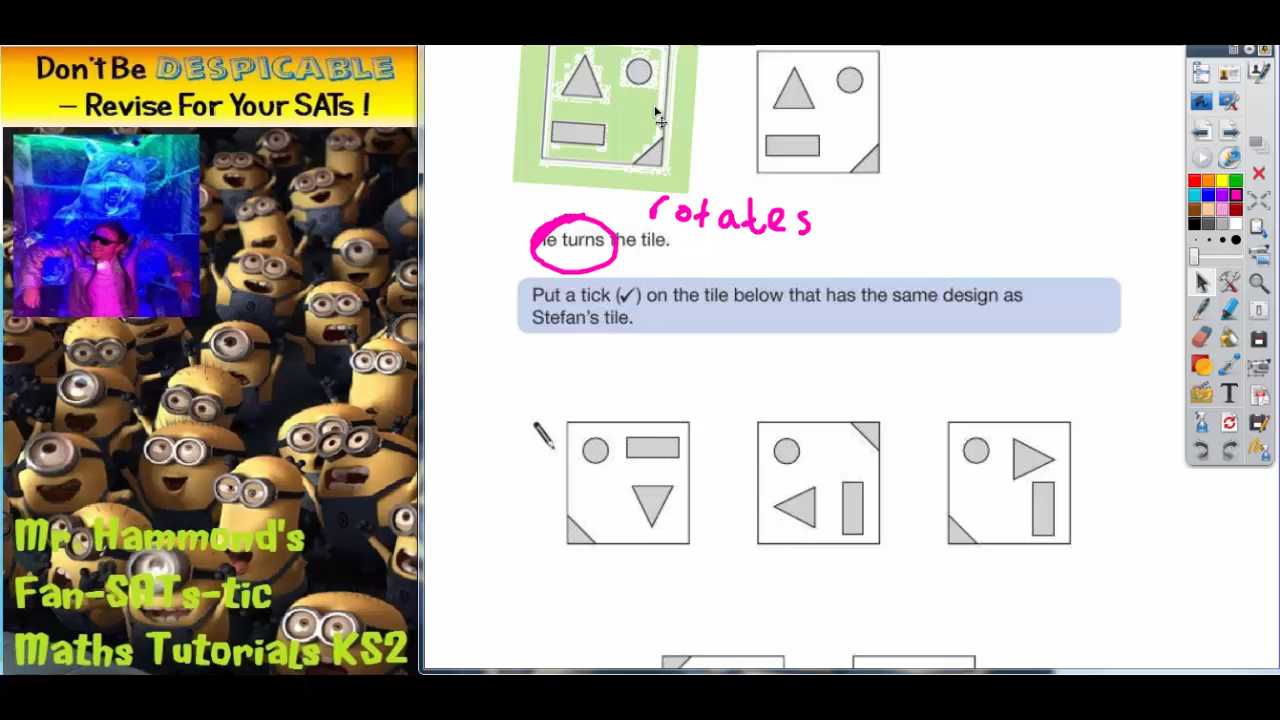 Don't Be DESPICABLE
– Revise For Your SATs !
Mr. Hammond's
Fan-SATs-tic
Maths Tutorials KS2
rotates
He turns the tile.
Put a tick (✓) on the tile below that has the same design as
Stefan's tile.